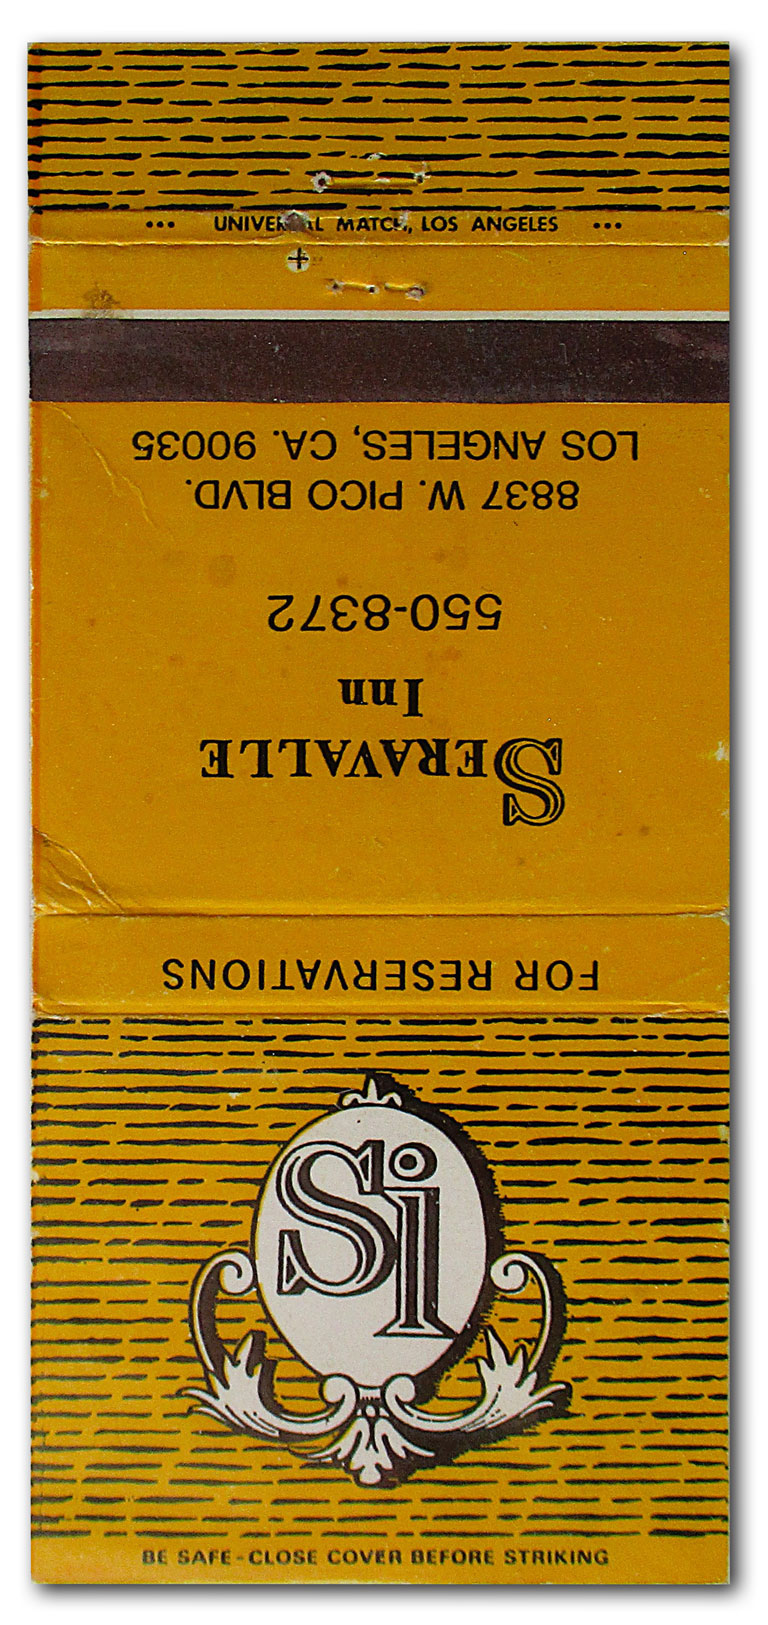 ••• UNIVERSAL MATCH, LOS ANGELES •••
FOR RESERVATIONS
SERAVALLE
Inn
550-8372
8837 W. PICO BLVD.
LOS ANGELES, CA. 90035
Si
BE SAFE-CLOSE COVER BEFORE STRIKING